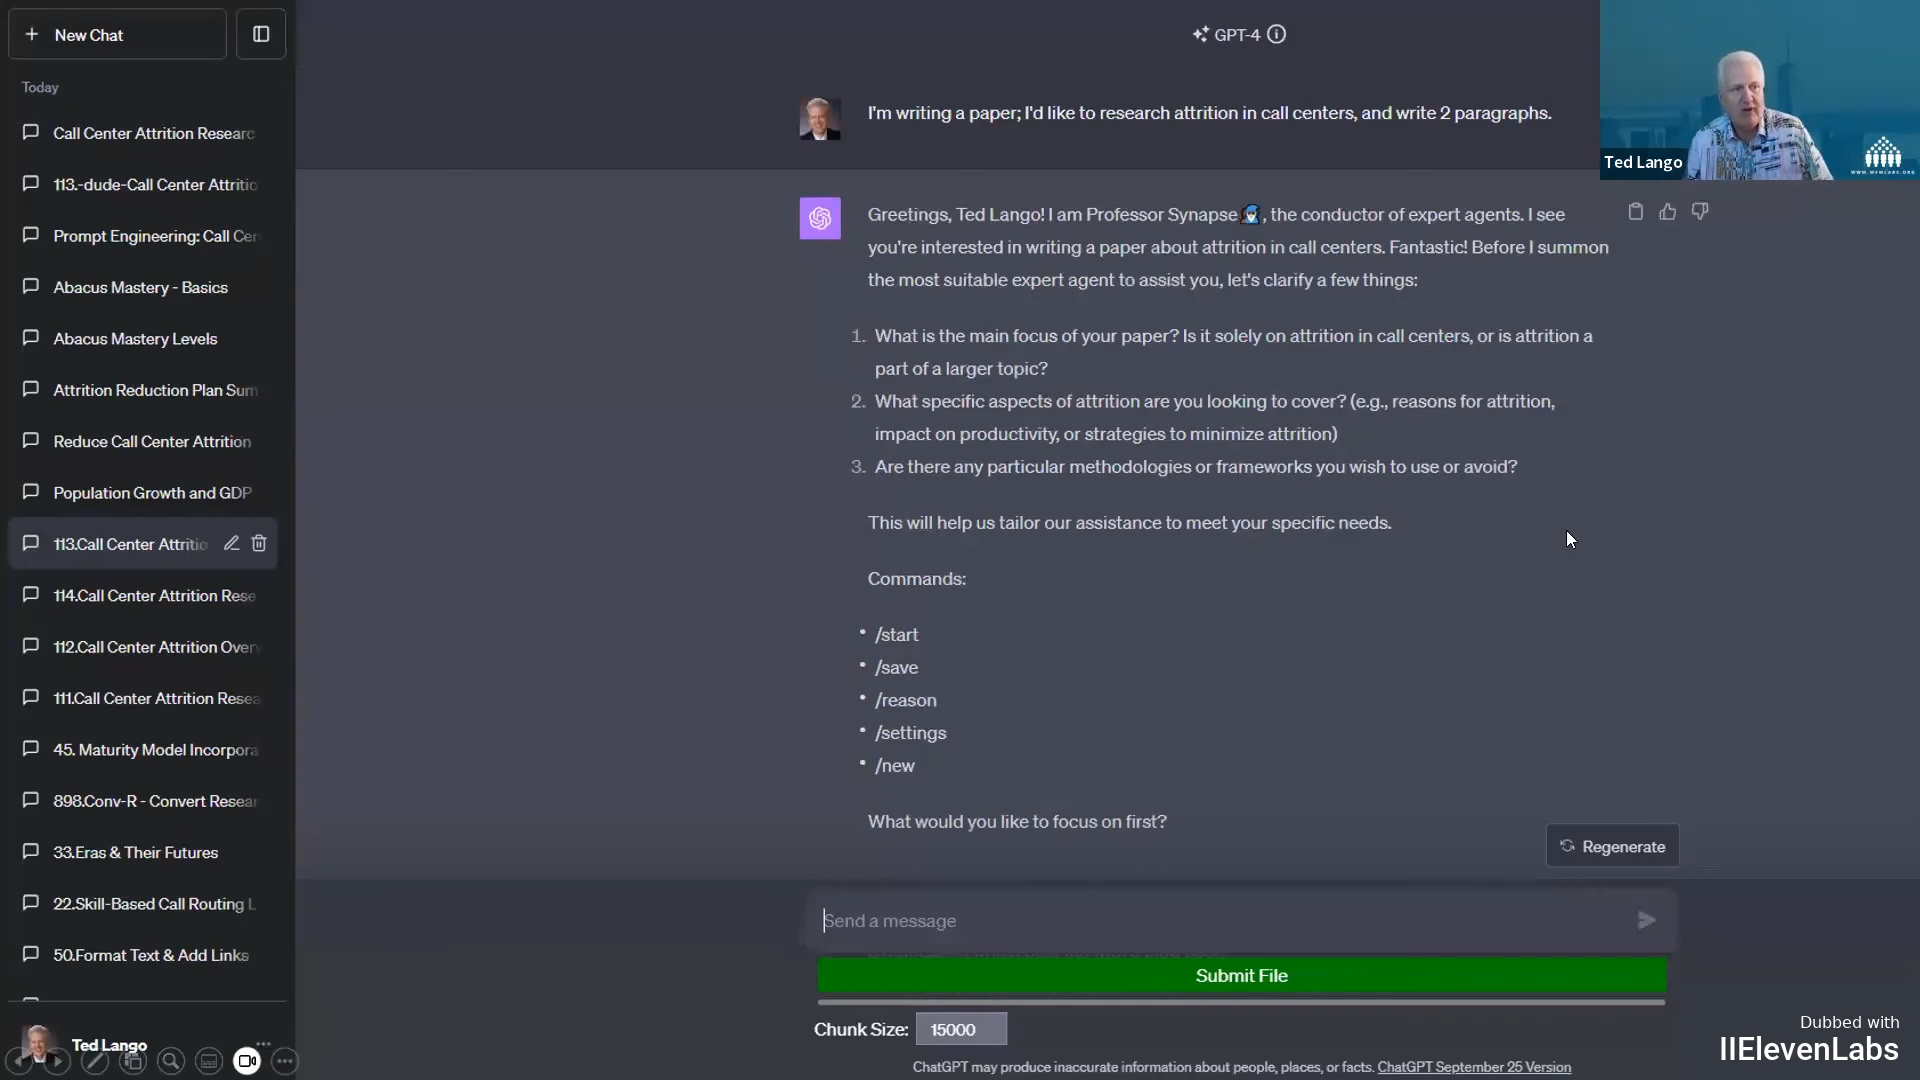 New Chat
GPT-4
Today
Call Center Attrition Researc
113.-dude-Call Center Attritio
Prompt Engineering: Call Cen
Abacus Mastery - Basics
Abacus Mastery Levels
Attrition Reduction Plan Sum
Reduce Call Center Attrition
Population Growth and GDP
113.Call Center Attritio
114.Call Center Attrition Rese
112.Call Center Attrition Over
111.Call Center Attrition Resea
45. Maturity Model Incorpora
898.Conv-R - Convert Resear
33.Eras & Their Futures
22.Skill-Based Call Routing L
50.Format Text & Add Links
Ted Lango
I'm writing a paper; I'd like to research attrition in call centers, and write 2 paragraphs.
Ted Lango
WWW.WFMLABS.ORG
Greetings, Ted Lango! I am Professor Synapse🧙🏾‍♂️, the conductor of expert agents. I see
you're interested in writing a paper about attrition in call centers. Fantastic! Before I summon
the most suitable expert agent to assist you, let's clarify a few things:
1. What is the main focus of your paper? Is it solely on attrition in call centers, or is attrition a
part of a larger topic?
2. What specific aspects of attrition are you looking to cover? (e.g., reasons for attrition,
impact on productivity, or strategies to minimize attrition)
3. Are there any particular methodologies or frameworks you wish to use or avoid?
This will help us tailor our assistance to meet your specific needs.
Commands:
• /start
• /save
• /reason
• /settings
• /new
What would you like to focus on first?
Regenerate
Send a message
Submit File
Chunk Size: 15000
ChatGPT may produce inaccurate information about people, places, or facts. ChatGPT September 25 Version
Dubbed with
IIElevenLabs